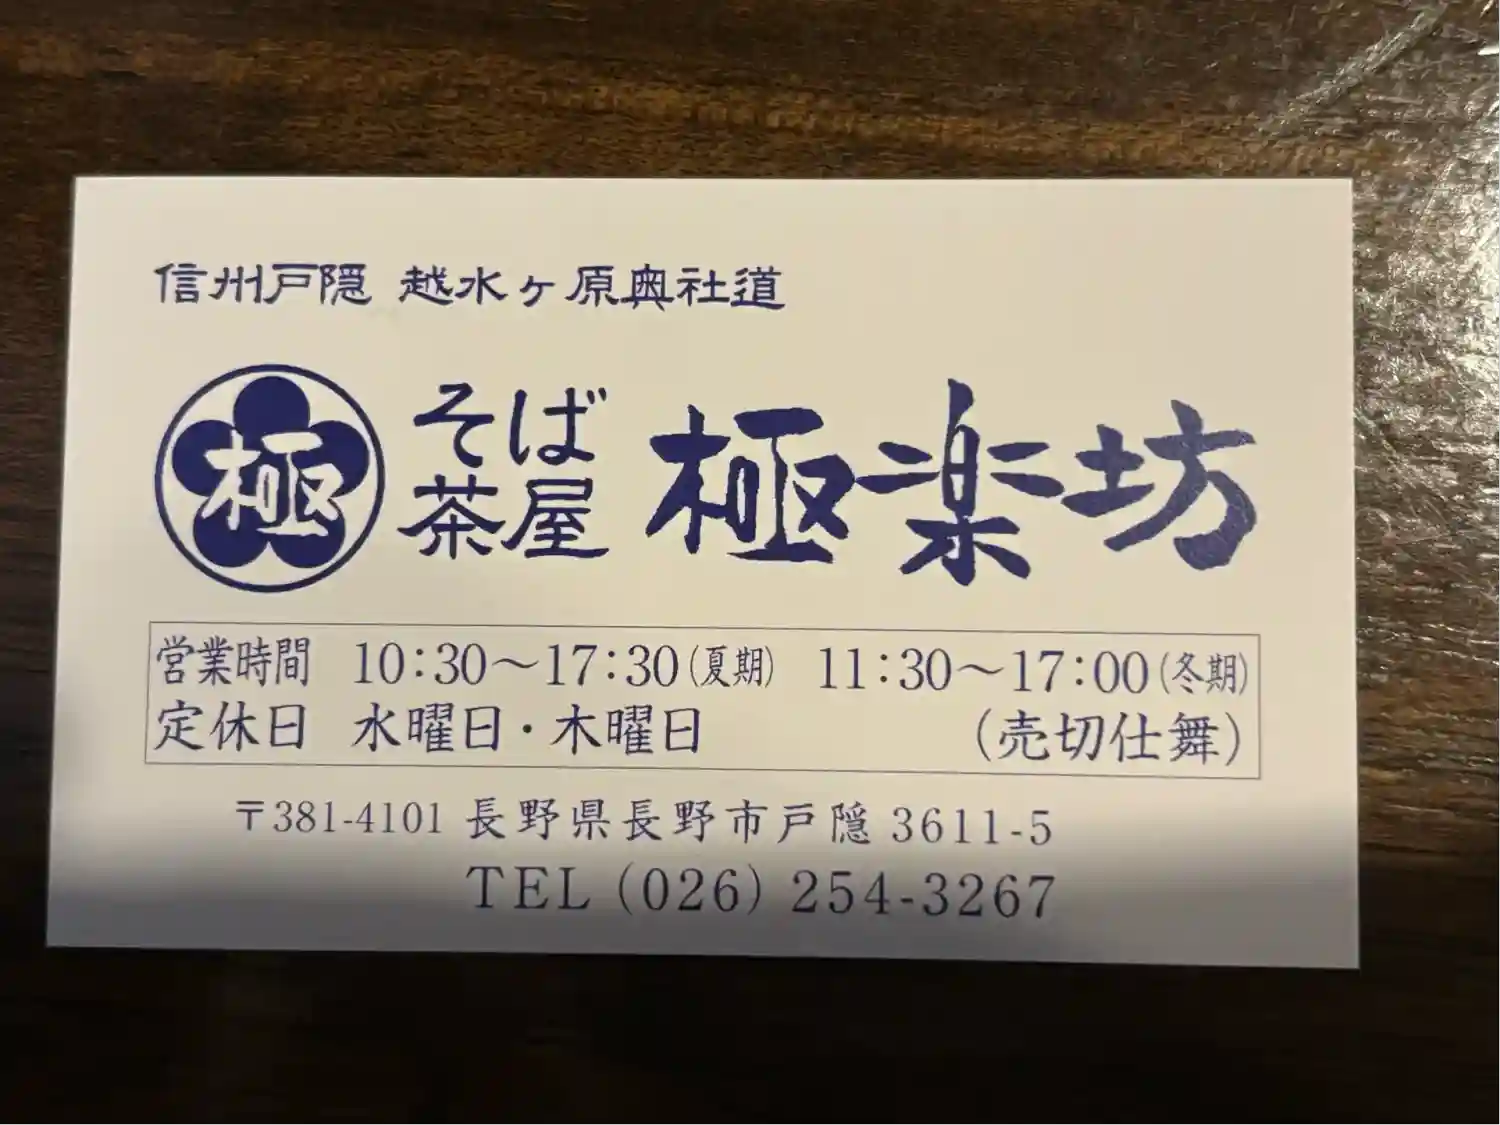 信州戸隠 越水ヶ原奥社道
極 そば茶屋 極楽坊
営業時間 10:30～17:30(夏期) 11:30～17:00(冬期)
定休日 水曜日・木曜日 (売切仕舞)
〒381-4101 長野県長野市戸隠 3611-5
TEL (026) 254-3267